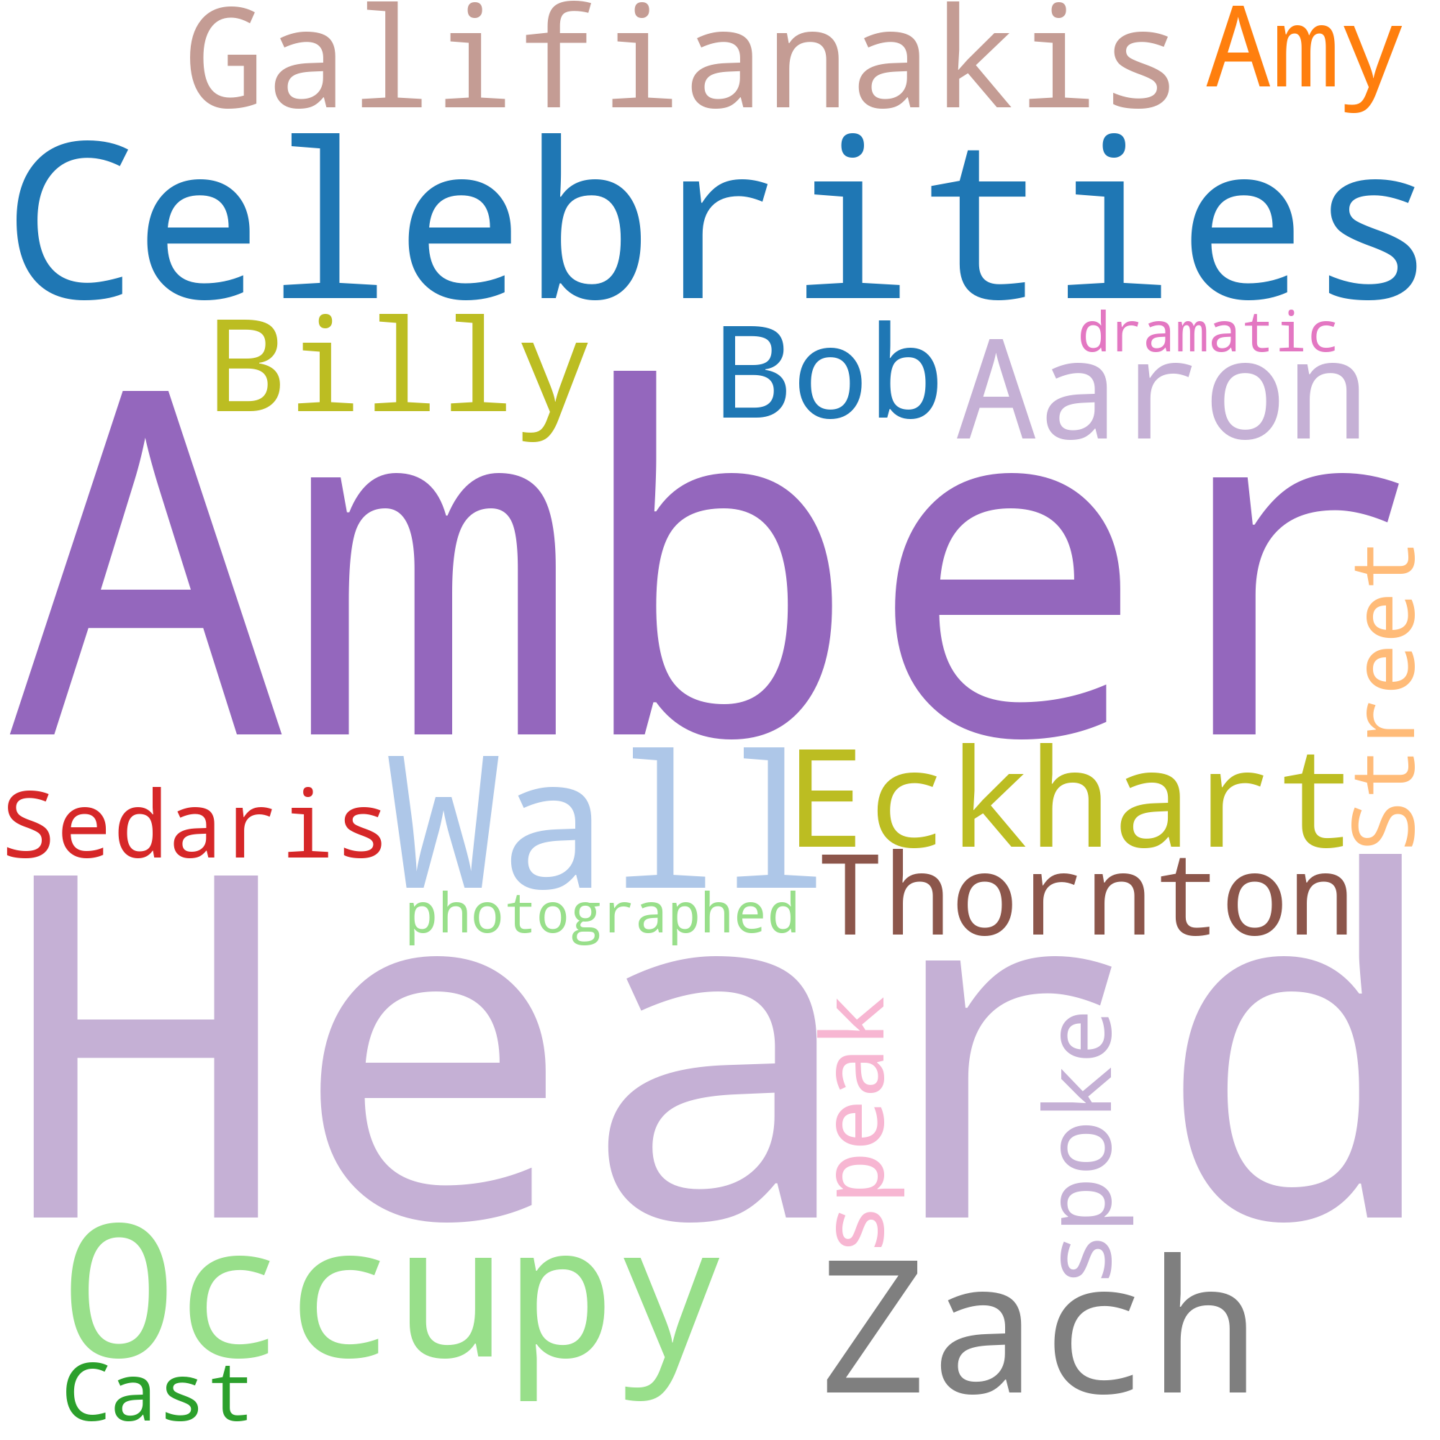 Galifianakis Amy
Celebrities
Billy Bob Aaron dramatic
Amber
Street
Sedaris Wall Eckhart
photographed Thornton
Heard
speak
spoke
Occupy Zach
Cast